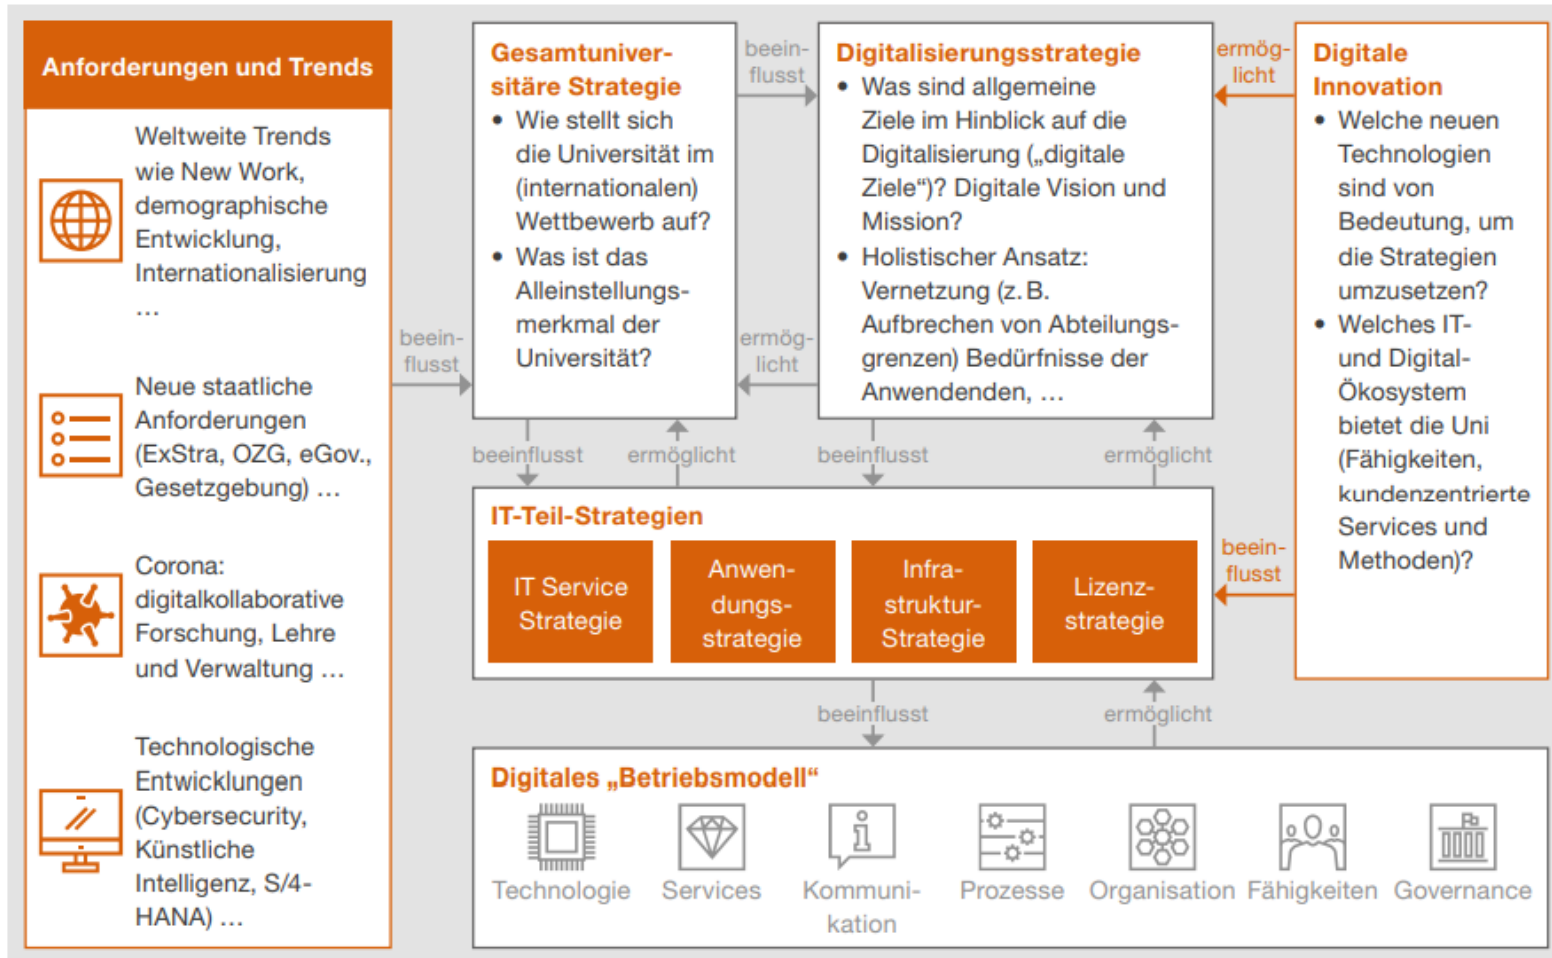 Anforderungen und Trends
Weltweite Trends
wie New Work,
demographische
Entwicklung,
Internationalisierung
…
Neue staatliche
Anforderungen
(ExStra, OZG, eGov.,
Gesetzgebung) …
Corona:
digitalkollaborative
Forschung, Lehre
und Verwaltung …
Technologische
Entwicklungen
(Cybersecurity,
Künstliche
Intelligenz, S/4-
HANA) …
beein-
flusst
Gesamtuniver-
sitäre Strategie
• Wie stellt sich
die Universität im
(internationalen)
Wettbewerb auf?
• Was ist das
Alleinstellungs-
merkmal der
Universität?
beein-
flusst
ermög-
licht
Digitalisierungsstrategie
• Was sind allgemeine
Ziele im Hinblick auf die
Digitalisierung („digitale
Ziele“)? Digitale Vision und
Mission?
• Holistischer Ansatz:
Vernetzung (z. B.
Aufbrechen von Abteilungs-
grenzen) Bedürfnisse der
Anwendenden, …
ermög-
licht
Digitale
Innovation
• Welche neuen
Technologien
sind von
Bedeutung, um
die Strategien
umzusetzen?
• Welches IT-
und Digital-
Ökosystem
bietet die Uni
(Fähigkeiten,
kundenzentrierte
Services und
Methoden)?
beeinflusst
ermöglicht
beeinflusst
ermöglicht
IT-Teil-Strategien
IT Service
Strategie
Anwen-
dungs-
strategie
Infra-
struktur-
Strategie
Lizenz-
strategie
beein-
flusst
beeinflusst
ermöglicht
Digitales „Betriebsmodell“
Technologie
Services
Kommuni-
kation
Prozesse
Organisation
Fähigkeiten
Governance